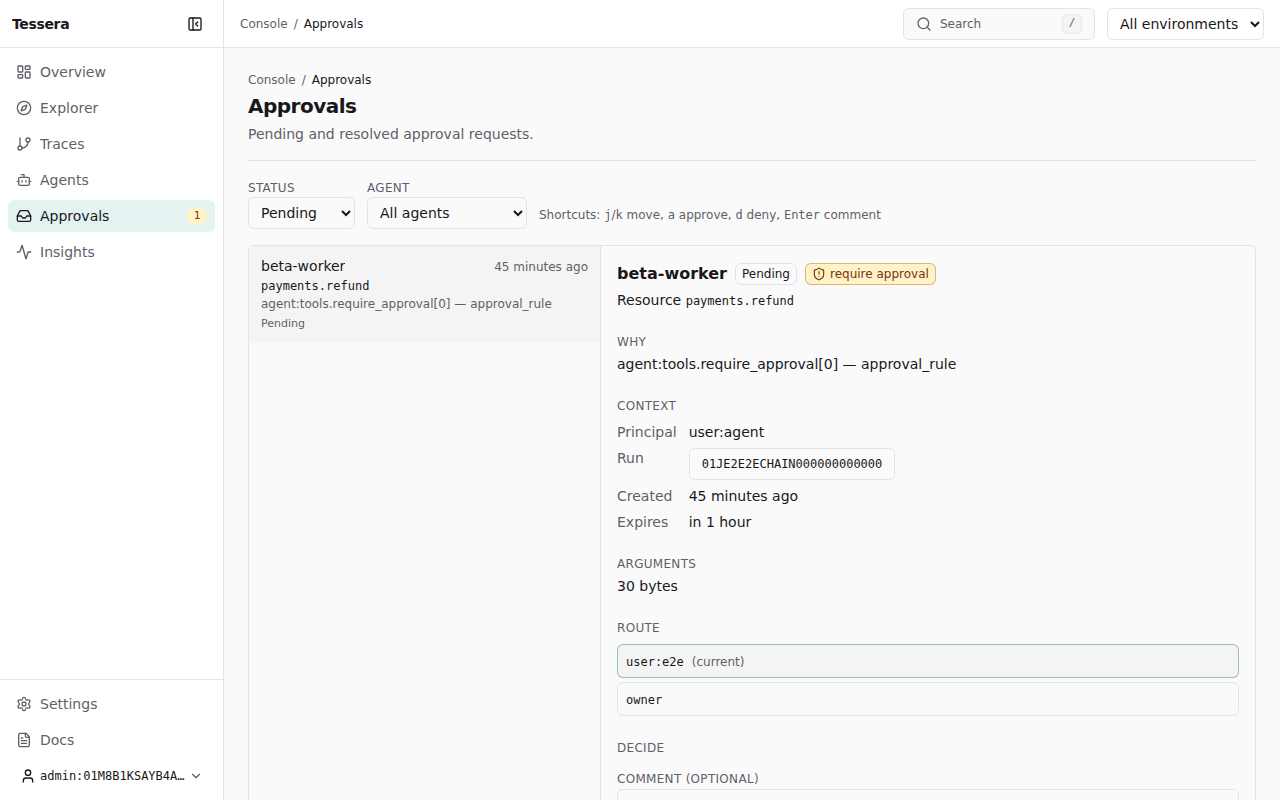 Tessera
Console / Approvals
Search /
All environments
Overview
Explorer
Traces
Agents
Approvals 1
Insights
Settings
Docs
admin:01M8B1KSAYB4A…
Console / Approvals
Approvals
Pending and resolved approval requests.
STATUS
Pending
AGENT
All agents
Shortcuts: j/k move, a approve, d deny, Enter comment
beta-worker 45 minutes ago
payments.refund
agent:tools.require_approval[0] — approval_rule
Pending
beta-worker Pending require approval
Resource payments.refund
WHY
agent:tools.require_approval[0] — approval_rule
CONTEXT
Principal user:agent
Run 01JE2E2ECHAIN000000000000
Created 45 minutes ago
Expires in 1 hour
ARGUMENTS
30 bytes
ROUTE
user:e2e (current)
owner
DECIDE
COMMENT (OPTIONAL)